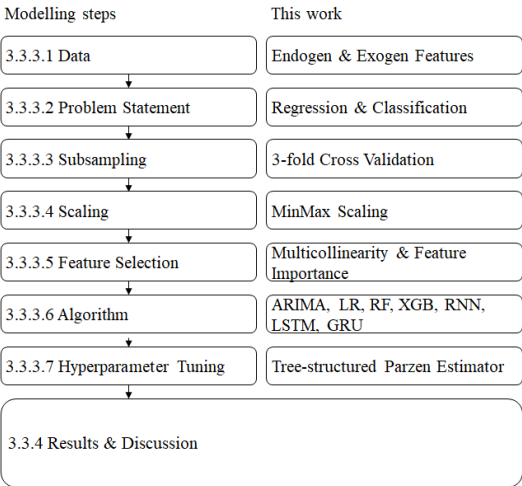 Modelling steps This work
3.3.3.1 Data Endogen & Exogen Features
3.3.3.2 Problem Statement Regression & Classification
3.3.3.3 Subsampling 3-fold Cross Validation
3.3.3.4 Scaling MinMax Scaling
3.3.3.5 Feature Selection Multicollinearity & Feature
Importance
3.3.3.6 Algorithm ARIMA, LR, RF, XGB, RNN,
LSTM, GRU
3.3.3.7 Hyperparameter Tuning Tree-structured Parzen Estimator
3.3.4 Results & Discussion